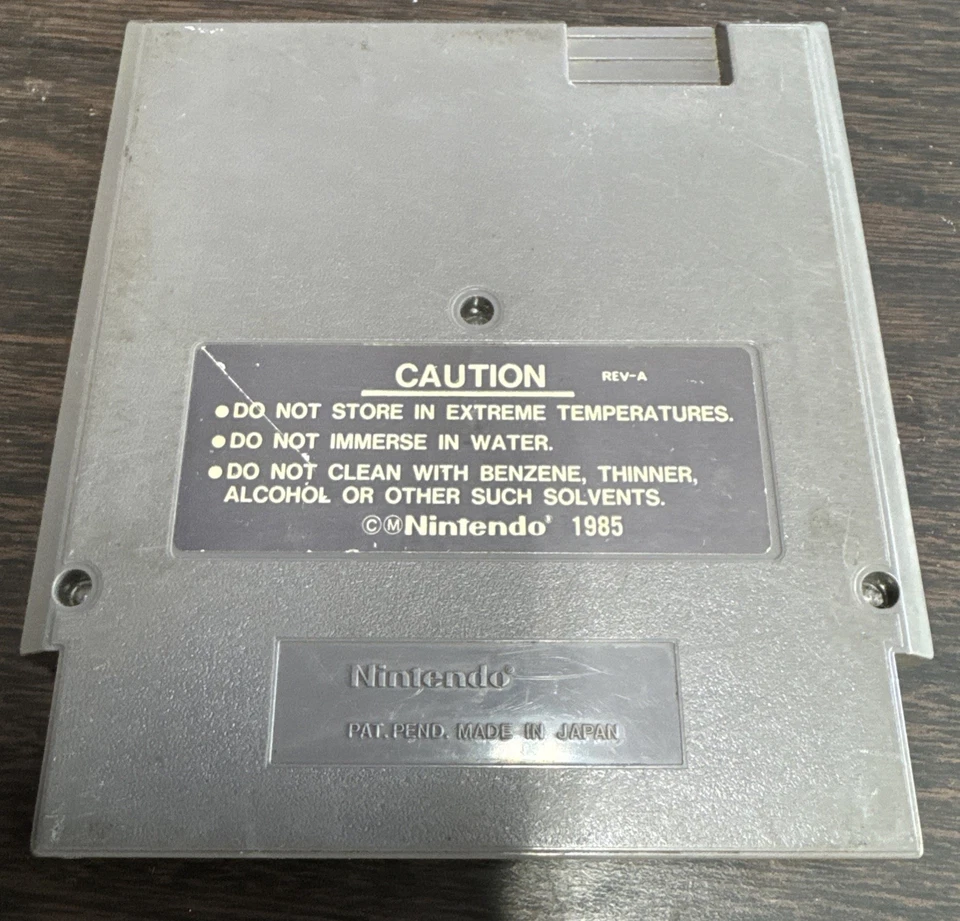 CAUTION REV-A
●DO NOT STORE IN EXTREME TEMPERATURES.
●DO NOT IMMERSE IN WATER.
●DO NOT CLEAN WITH BENZENE, THINNER,
ALCOHOL OR OTHER SUCH SOLVENTS.
©ⓂNintendo® 1985
Nintendo®
PAT. PEND. MADE IN JAPAN